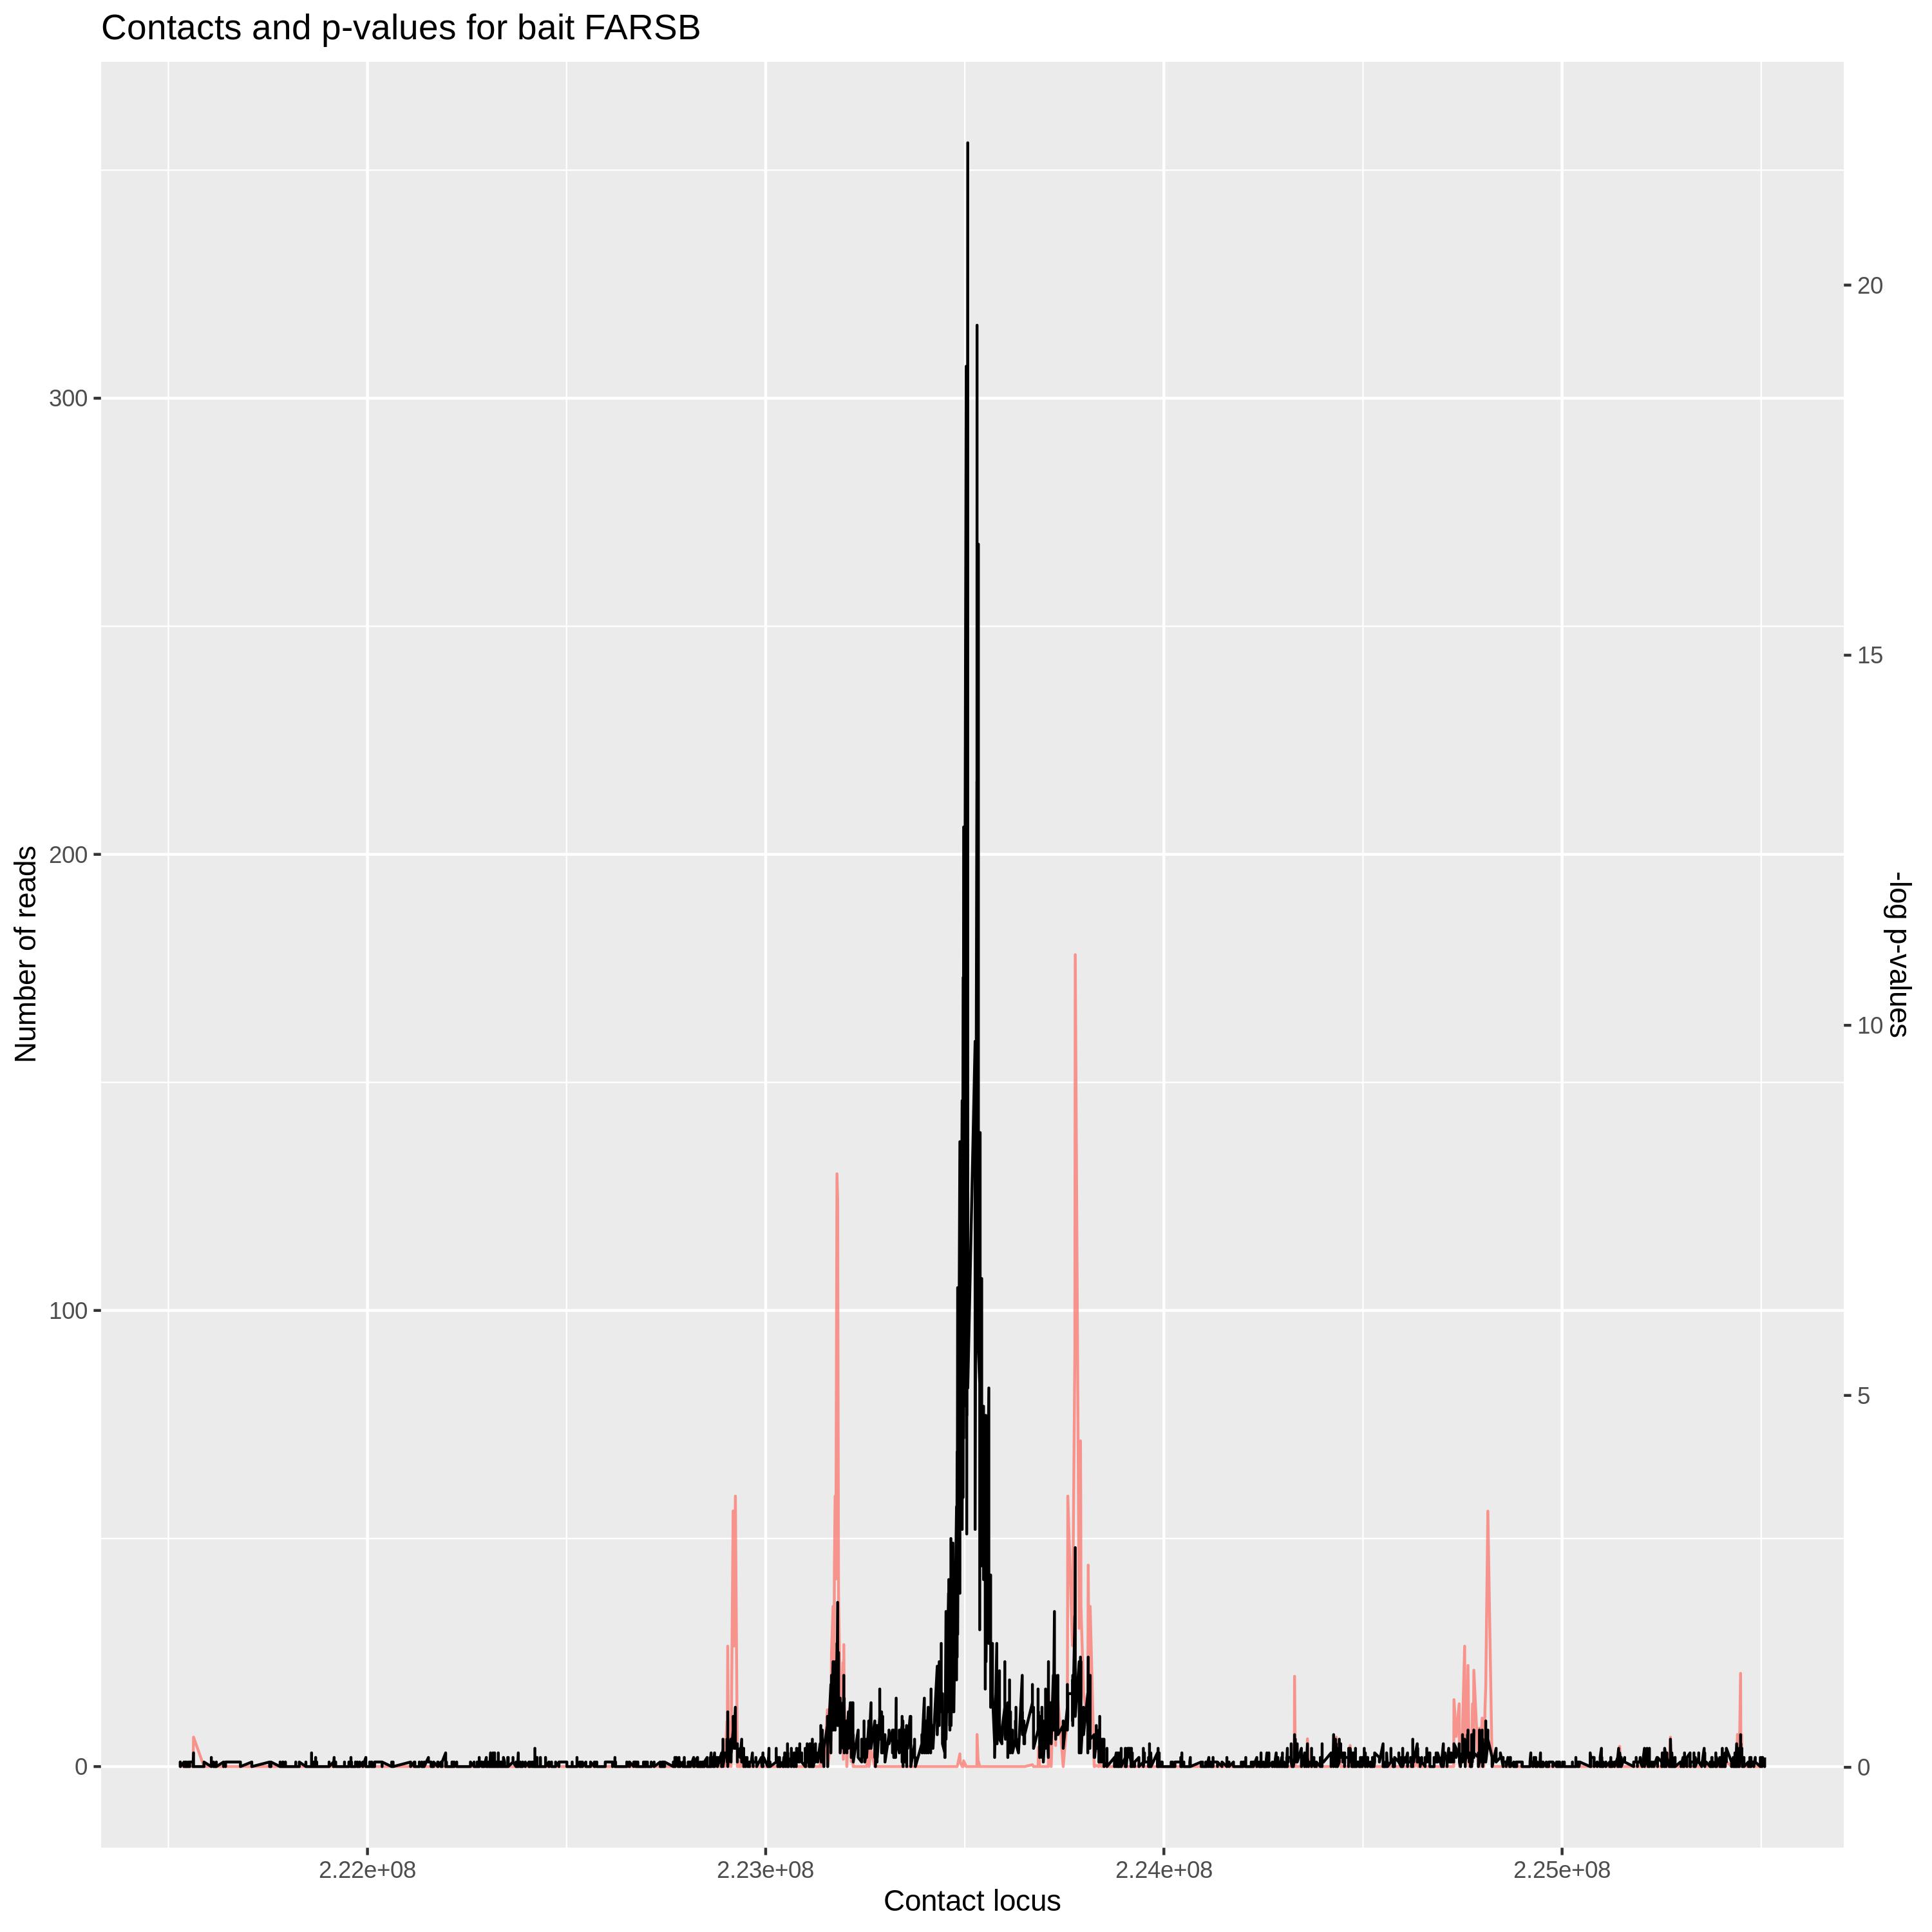 Contacts and p-values for bait FARSB
300
200
100
0
Number of reads
20
15
10
5
0
-log p-values
2.22e+08
2.23e+08
2.24e+08
2.25e+08
Contact locus